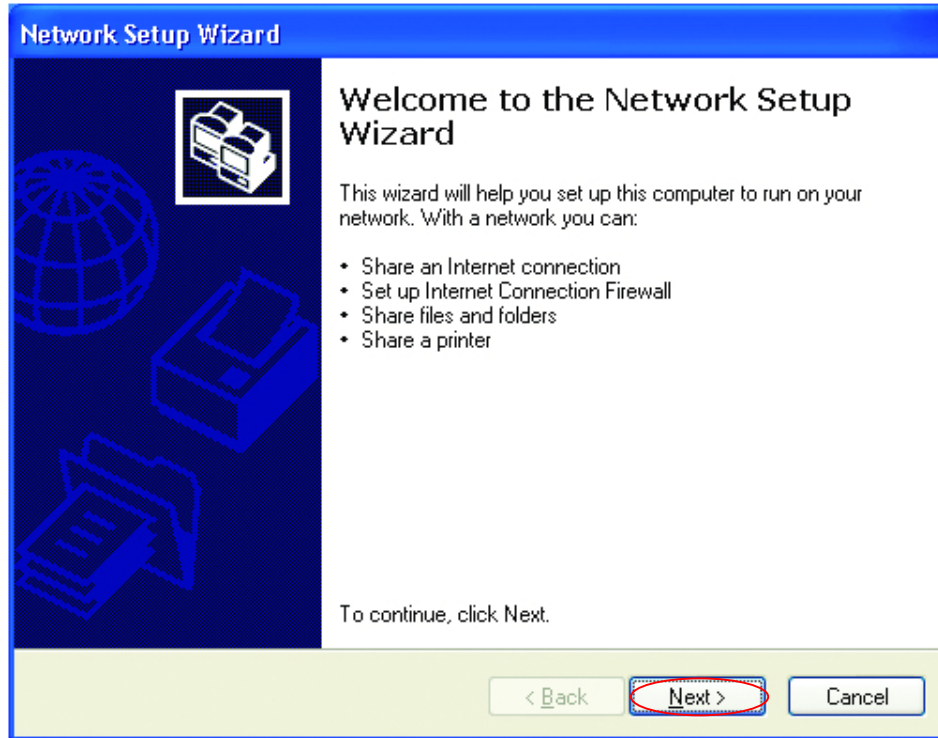 Network Setup Wizard
Welcome to the Network Setup
Wizard
This wizard will help you set up this computer to run on your
network. With a network you can:
• Share an Internet connection
• Set up Internet Connection Firewall
• Share files and folders
• Share a printer
To continue, click Next.
< Back
Next >
Cancel